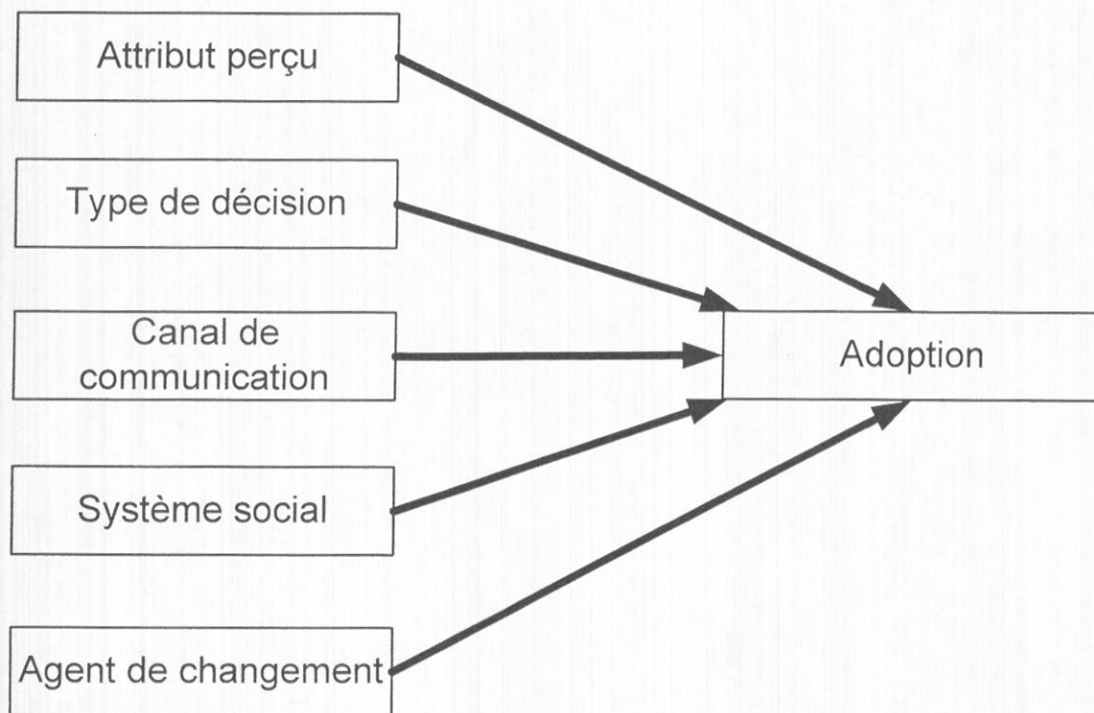 Attribut perçu
Type de décision
Canal de
communication
Adoption
Système social
Agent de changement